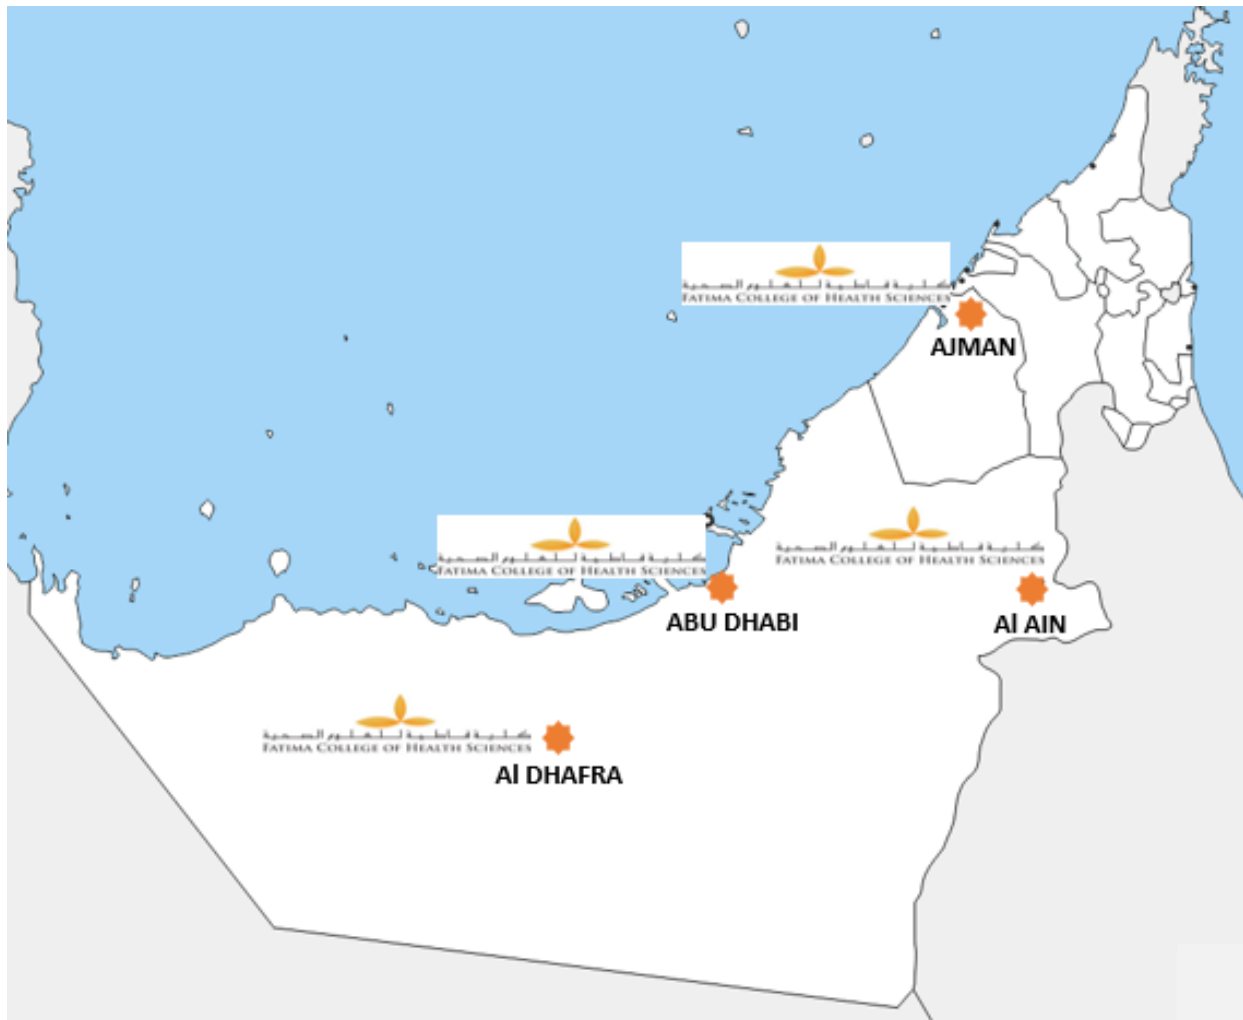 كلية فاطمة للعلوم الصحية
FATIMA COLLEGE OF HEALTH SCIENCES
AJMAN
كلية فاطمة للعلوم الصحية
FATIMA COLLEGE OF HEALTH SCIENCES
ABU DHABI
كلية فاطمة للعلوم الصحية
FATIMA COLLEGE OF HEALTH SCIENCES
Al AIN
كلية فاطمة للعلوم الصحية
FATIMA COLLEGE OF HEALTH SCIENCES
Al DHAFRA